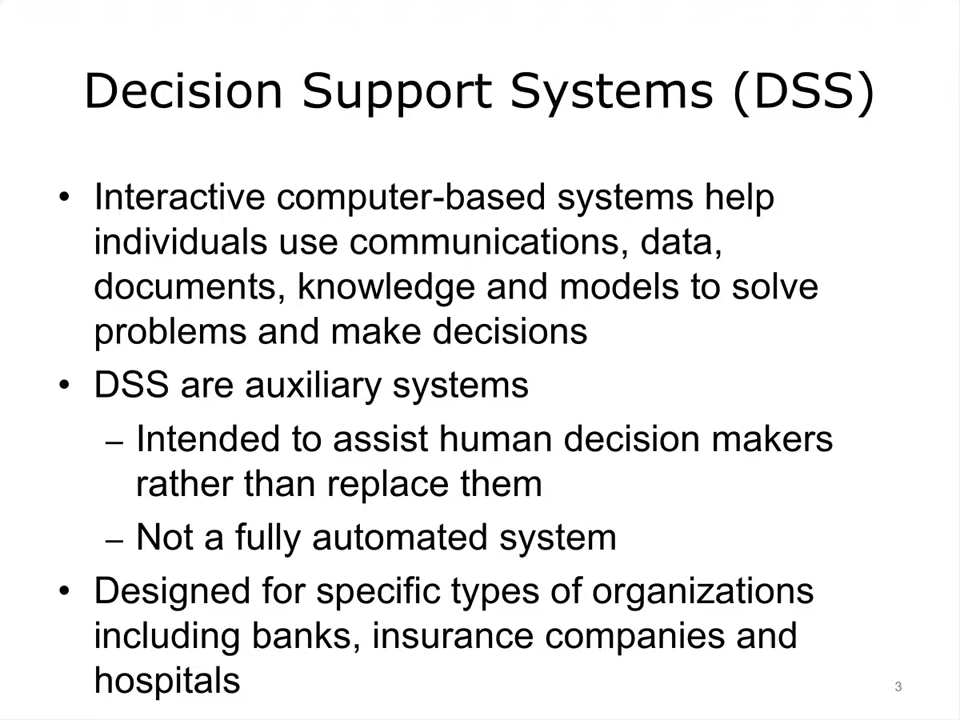 Decision Support Systems (DSS)
• Interactive computer-based systems help
individuals use communications, data,
documents, knowledge and models to solve
problems and make decisions
• DSS are auxiliary systems
– Intended to assist human decision makers
rather than replace them
– Not a fully automated system
• Designed for specific types of organizations
including banks, insurance companies and
hospitals
3